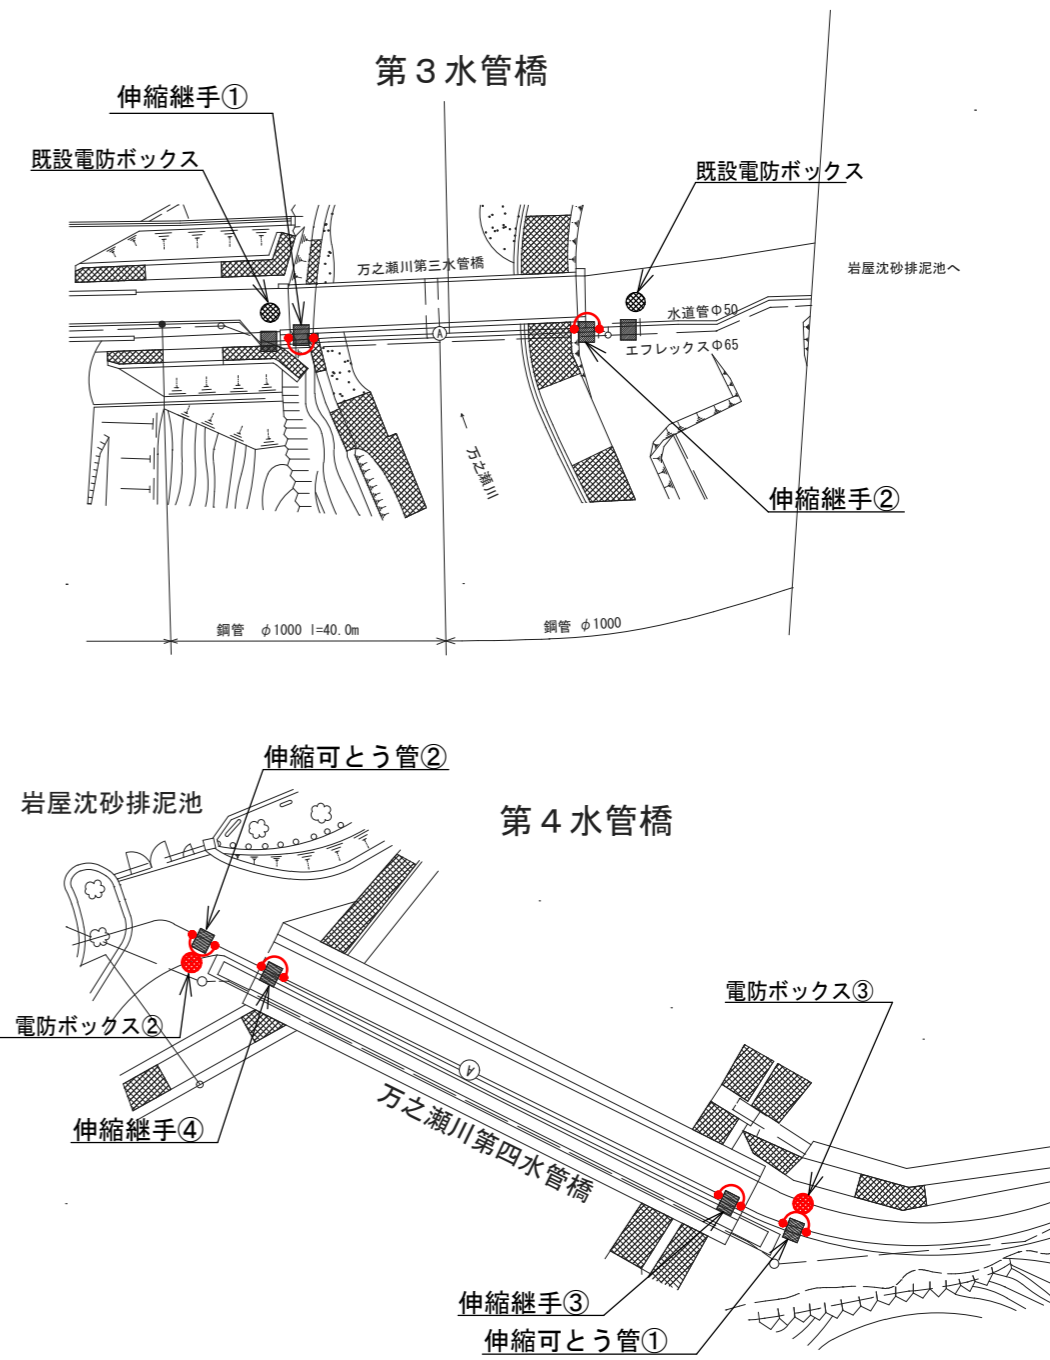 第３水管橋
伸縮継手①
既設電防ボックス
既設電防ボックス
万之瀬川第三水管橋
岩屋沈砂排泥池へ
水道管Φ50
A
エフレックスΦ65
← 万之瀬川
伸縮継手②
鋼管 φ1000 l=40.0m
鋼管 φ1000
伸縮可とう管②
岩屋沈砂排泥池
第４水管橋
電防ボックス③
電防ボックス②
A
万之瀬川第四水管橋
伸縮継手④
伸縮継手③
伸縮可とう管①